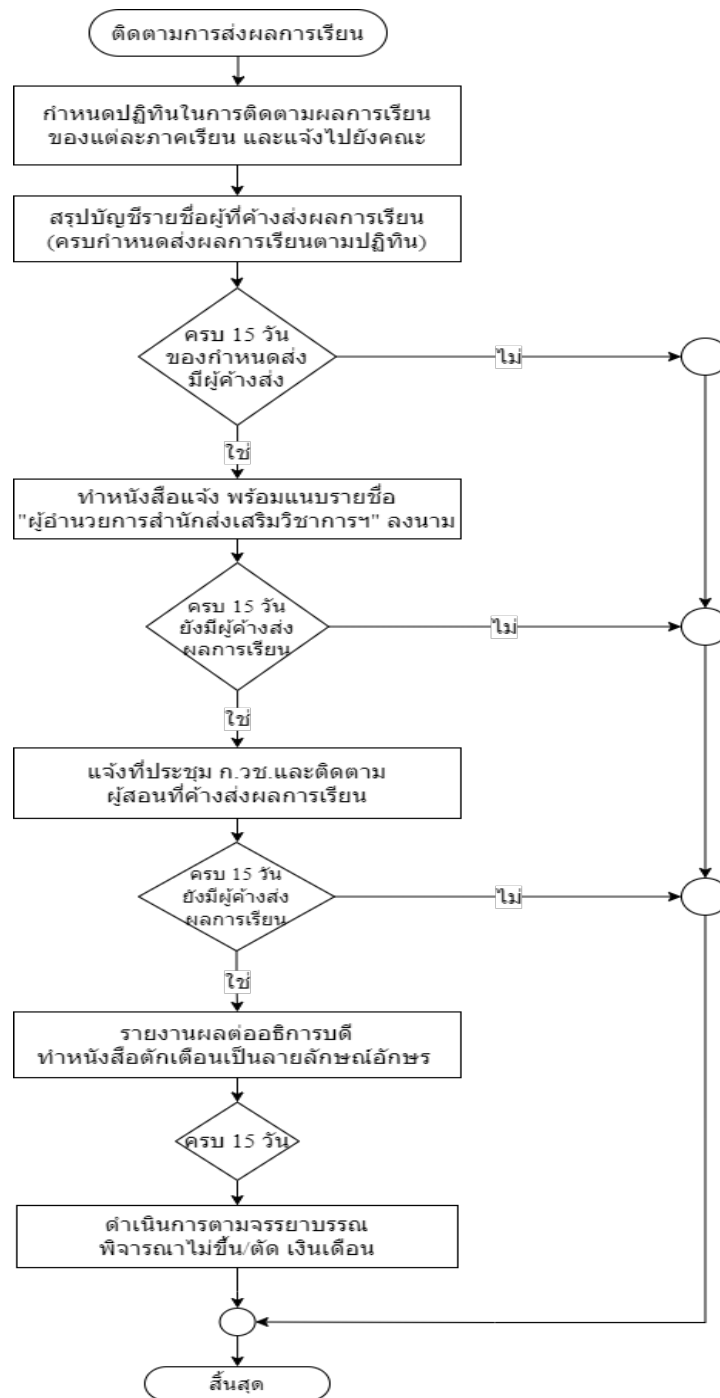 ติดตามการส่งผลการเรียน
กำหนดปฏิทินในการติดตามผลการเรียน
ของแต่ละภาคเรียน และแจ้งไปยังคณะ
สรุปบัญชีรายชื่อผู้ที่ค้างส่งผลการเรียน
(ครบกำหนดส่งผลการเรียนตามปฏิทิน)
ครบ 15 วัน
ของกำหนดส่ง
มีผู้ค้างส่ง
ไม่
ใช่
ทำหนังสือแจ้ง พร้อมแนบรายชื่อ
"ผู้อำนวยการสำนักส่งเสริมวิชาการฯ" ลงนาม
ครบ 15 วัน
ยังมีผู้ค้างส่ง
ผลการเรียน
ไม่
ใช่
แจ้งที่ประชุม ก.วช.และติดตาม
ผู้สอนที่ค้างส่งผลการเรียน
ครบ 15 วัน
ยังมีผู้ค้างส่ง
ผลการเรียน
ไม่
ใช่
รายงานผลต่ออธิการบดี
ทำหนังสือตักเตือนเป็นลายลักษณ์อักษร
ครบ 15 วัน
ดำเนินการตามจรรยาบรรณ
พิจารณาไม่ขึ้น/ตัด เงินเดือน
สิ้นสุด